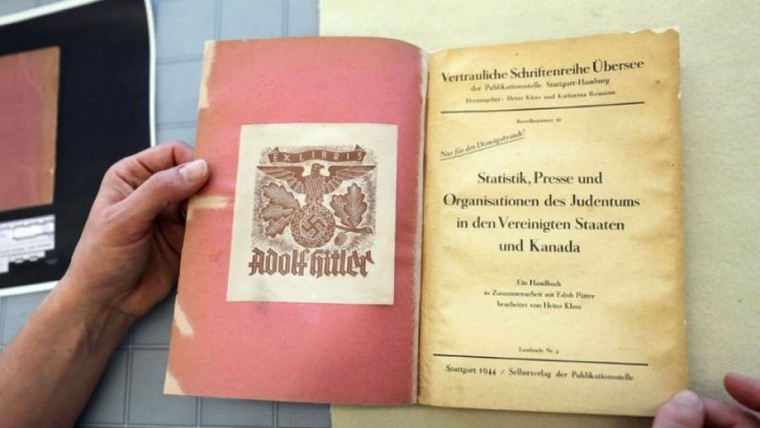 EX LIBRIS
Adolf Hitler
Vertrauliche Schriftenreihe Übersee
der Publikationsstelle Stuttgart-Hamburg
Herausgeber: Heinz Kloss und Katharina Reimann
Nur für den Dienstgebrauch!
Statistik, Presse und
Organisationen des Judentums
in den Vereinigten Staaten
und Kanada
Ein Handbuch
in Zusammenarbeit mit Edith Pütter
bearbeitet von Heinz Kloss
Laufende Nr. 4
Stuttgart 1944 / Selbstverlag der Publikationsstelle